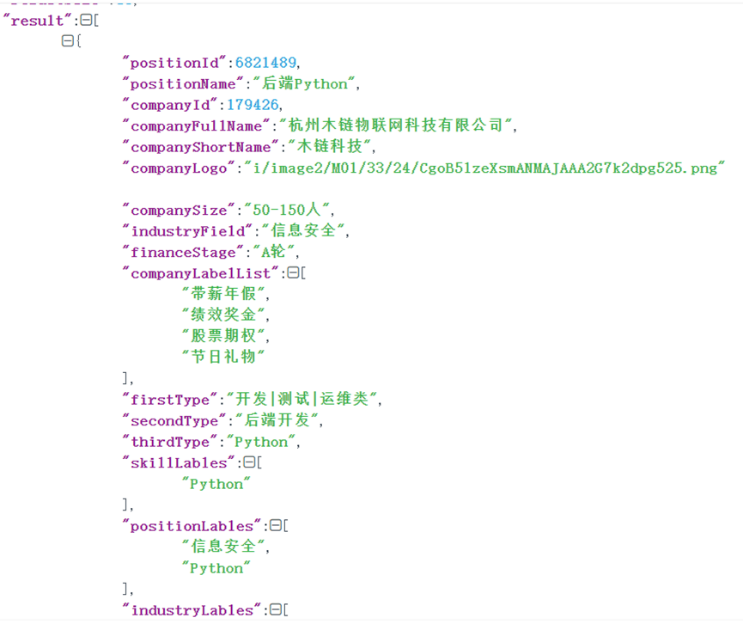 "result":⊟[
⊟{
"positionId":6821489,
"positionName":"后端Python",
"companyId":179426,
"companyFullName":"杭州木链物联网科技有限公司",
"companyShortName":"木链科技",
"companyLogo":"i/image2/M01/33/24/CgoB5lzeXsmANMAJAAA2G7k2dpg525.png"
"companySize":"50-150人",
"industryField":"信息安全",
"financeStage":"A轮",
"companyLabelList":⊟[
"带薪年假",
"绩效奖金",
"股票期权",
"节日礼物"
],
"firstType":"开发|测试|运维类",
"secondType":"后端开发",
"thirdType":"Python",
"skillLables":⊟[
"Python"
],
"positionLables":⊟[
"信息安全",
"Python"
],
"industryLables":⊟[